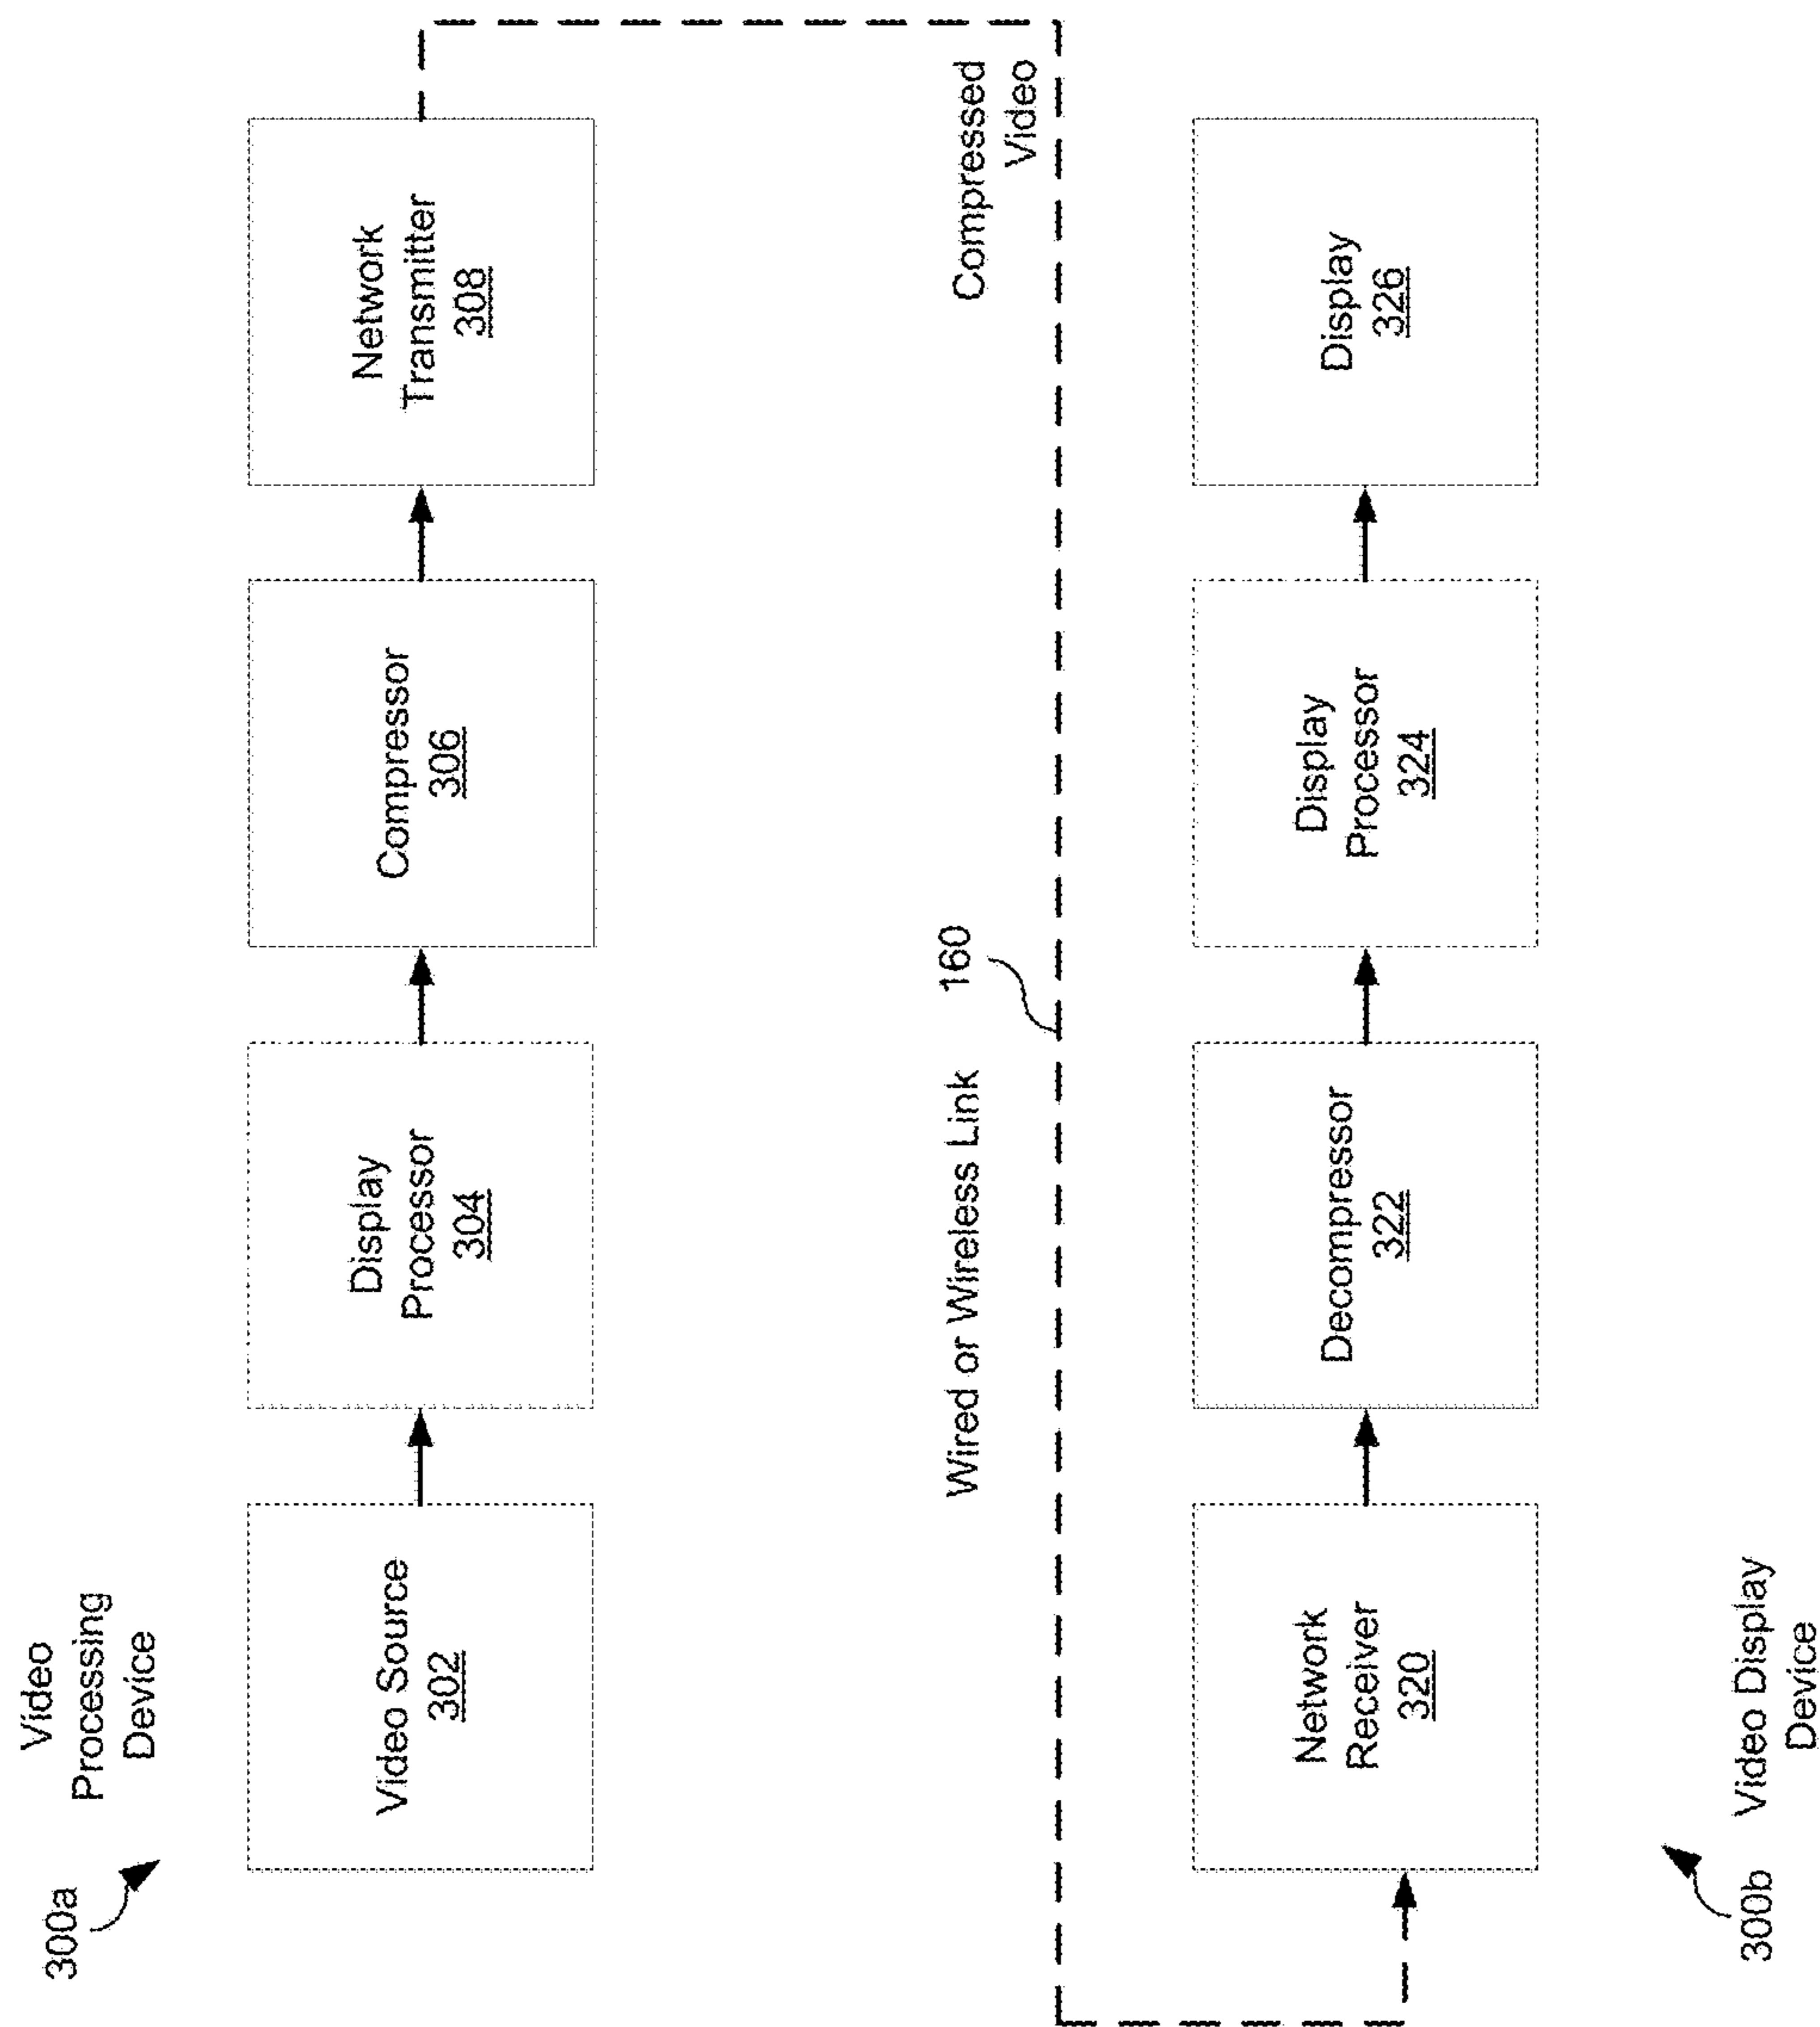 300a
Video
Processing
Device
Video Source
302
Display
Processor
304
Compressor
306
Network
Transmitter
308
Wired or Wireless Link
160
Compressed
Video
Network
Receiver
320
Decompressor
322
Display
Processor
324
Display
326
300b
Video Display
Device